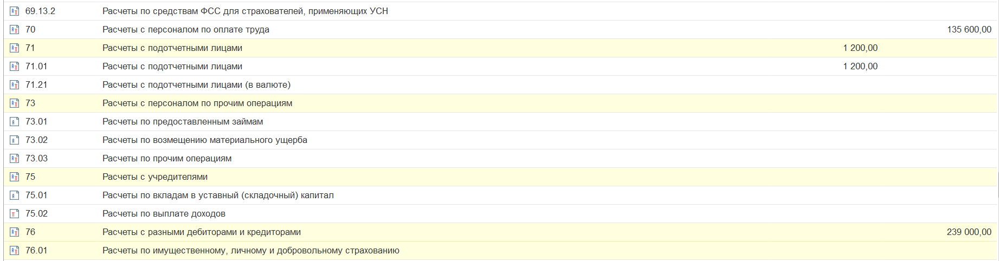 69.13.2 Расчеты по средствам ФСС для страхователей, применяющих УСН
70 Расчеты с персоналом по оплате труда 135 600,00
71 Расчеты с подотчетными лицами 1 200,00
71.01 Расчеты с подотчетными лицами 1 200,00
71.21 Расчеты с подотчетными лицами (в валюте)
73 Расчеты с персоналом по прочим операциям
73.01 Расчеты по предоставленным займам
73.02 Расчеты по возмещению материального ущерба
73.03 Расчеты по прочим операциям
75 Расчеты с учредителями
75.01 Расчеты по вкладам в уставный (складочный) капитал
75.02 Расчеты по выплате доходов
76 Расчеты с разными дебиторами и кредиторами 239 000,00
76.01 Расчеты по имущественному, личному и добровольному страхованию